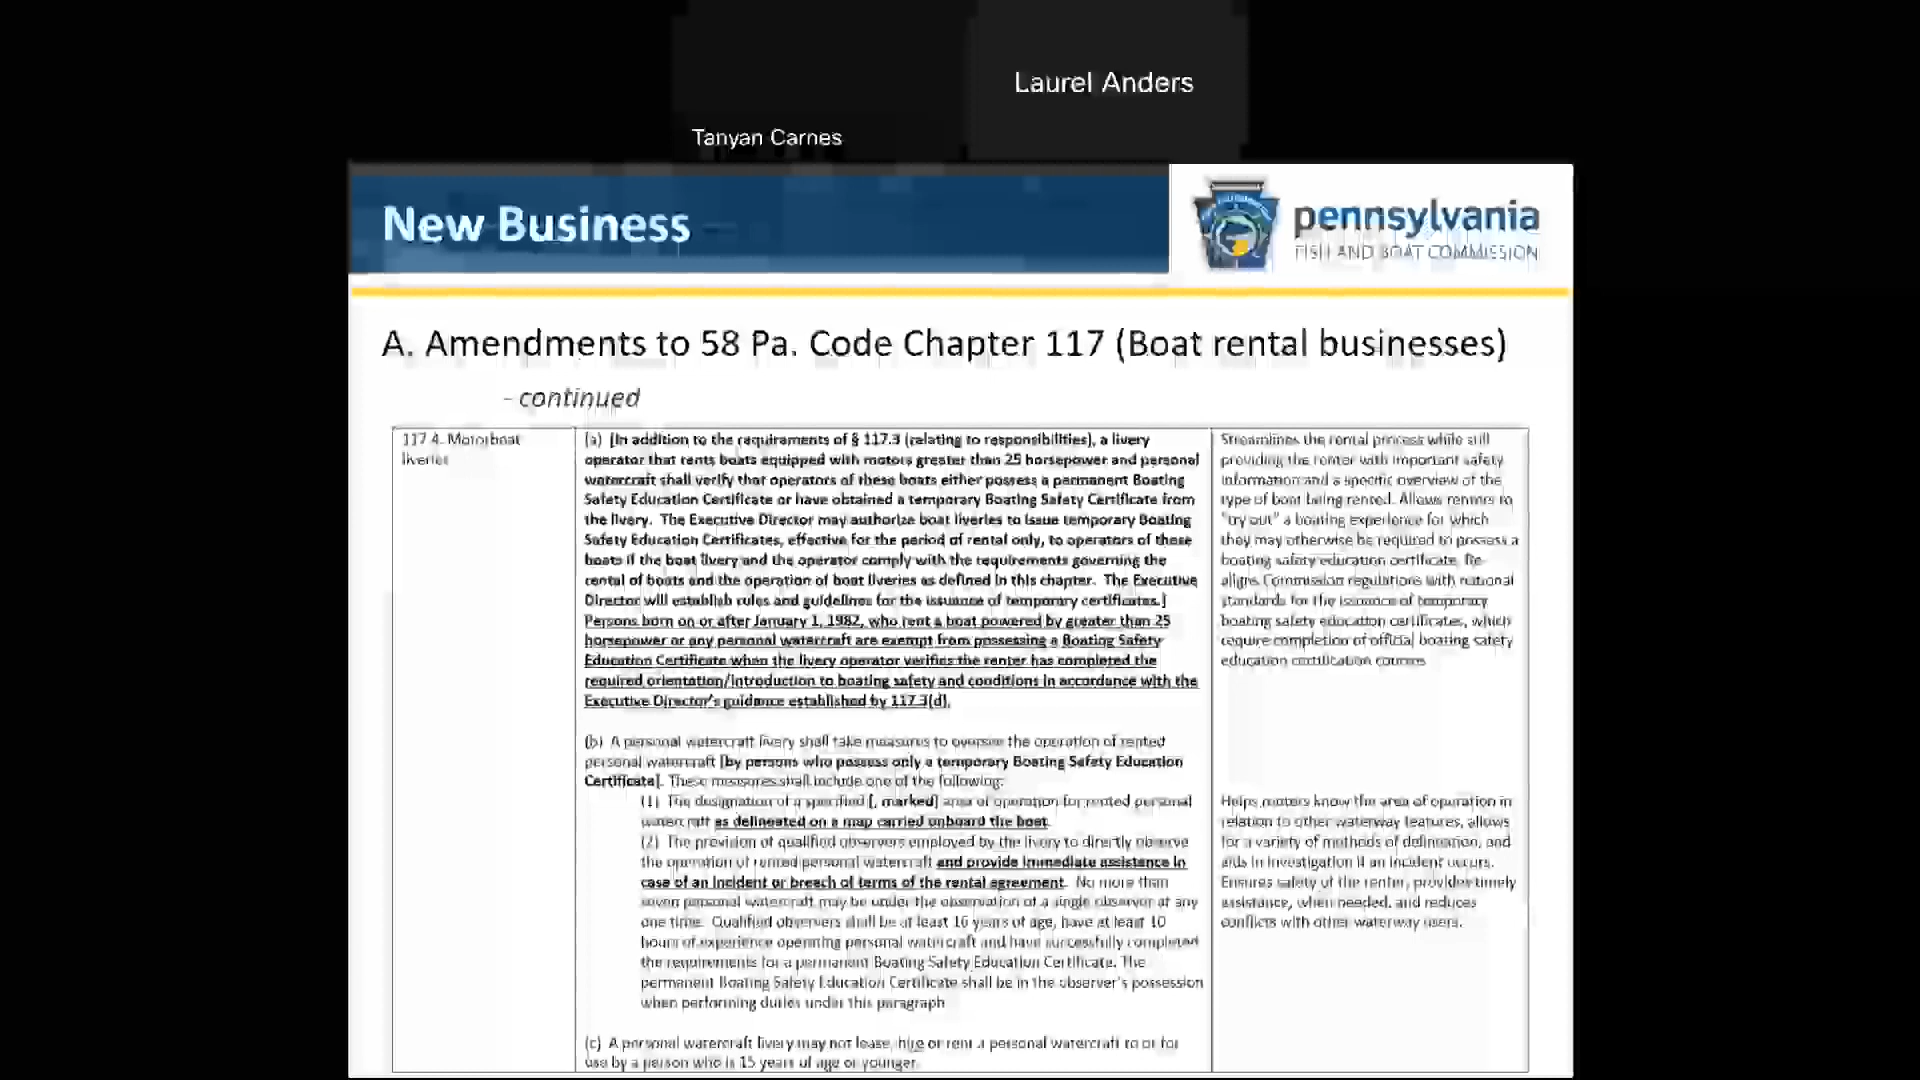 Laurel Anders
Tanyan Carnes
New Business
pennsylvania
FISH AND BOAT COMMISSION
A. Amendments to 58 Pa. Code Chapter 117 (Boat rental businesses)
- continued
117.4. Motorboat
liveries
(a) [In addition to the requirements of § 117.3 (relating to responsibilities), a livery
operator that rents boats equipped with motors greater than 25 horsepower and personal
watercraft shall verify that operators of these boats either possess a permanent Boating
Safety Education Certificate or have obtained a temporary Boating Safety Certificate from
the livery. The Executive Director may authorize boat liveries to issue temporary Boating
Safety Education Certificates, effective for the period of rental only, to operators of these
boats if the boat livery and the operator comply with the requirements governing the
rental of boats and the operation of boat liveries as defined in this chapter. The Executive
Director will establish rules and guidelines for the issuance of temporary certificates.]
Persons born on or after January 1, 1982, who rent a boat powered by greater than 25
horsepower or any personal watercraft are exempt from possessing a Boating Safety
Education Certificate when the livery operator verifies the renter has completed the
required orientation/introduction to boating safety and conditions in accordance with the
Executive Director's guidance established by 117.3(d).
(b) A personal watercraft livery shall take measures to oversee the operation of rented
personal watercraft [by persons who possess only a temporary Boating Safety Education
Certificate]. These measures shall include one of the following:
(1) The designation of a specified [, marked] area of operation for rented personal
watercraft as delineated on a map carried onboard the boat.
(2) The provision of qualified observers employed by the livery to directly observe
the operation of rented personal watercraft and provide immediate assistance in
case of an incident or breach of terms of the rental agreement. No more than
seven personal watercraft may be under the observation of a single observer at any
one time. Qualified observers shall be at least 16 years of age, have at least 10
hours of experience operating personal watercraft and have successfully completed
the requirements for a permanent Boating Safety Education Certificate. The
permanent Boating Safety Education Certificate shall be in the observer's possession
when performing duties under this paragraph
(c) A personal watercraft livery may not lease, hire or rent a personal watercraft to or for
use by a person who is 15 years of age or younger.
Streamlines the rental process while still
providing the renter with important safety
information and a specific overview of the
type of boat being rented. Allows renters to
"try out" a boating experience for which
they may otherwise be required to possess a
boating safety education certificate. Re-
aligns Commission regulations with national
standards for the issuance of temporary
boating safety education certificates, which
require completion of official boating safety
education certification courses
Helps renters know the area of operation in
relation to other waterway features, allows
for a variety of methods of delineation, and
aids in investigation if an incident occurs.
Ensures safety of the renter, provides timely
assistance, when needed, and reduces
conflicts with other waterway users.